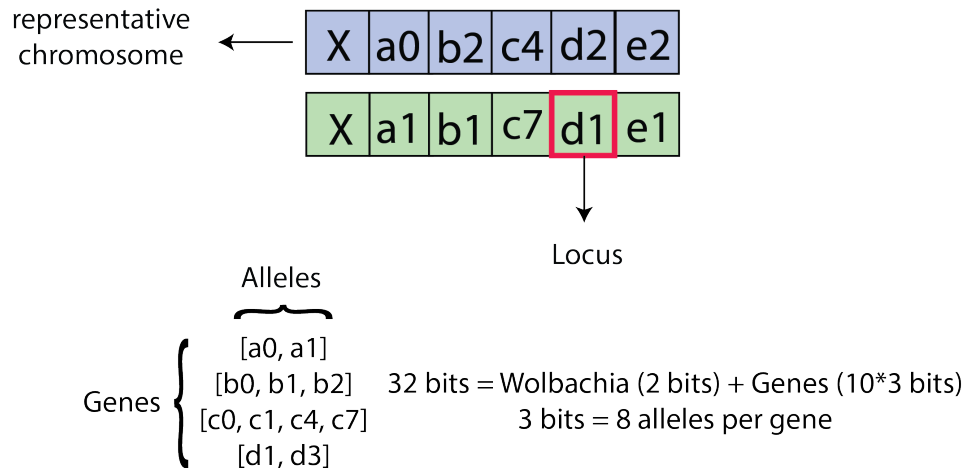 representative
chromosome
X a0 b2 c4 d2 e2
X a1 b1 c7 d1 e1
Locus
Alleles
Genes
[a0, a1]
[b0, b1, b2]
[c0, c1, c4, c7]
[d1, d3]
32 bits = Wolbachia (2 bits) + Genes (10*3 bits)
3 bits = 8 alleles per gene